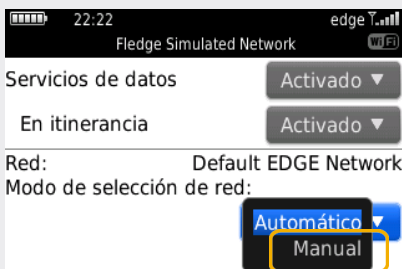 22:22 edge
Fledge Simulated Network WiFi
Servicios de datos Activado
En itinerancia Activado
Red: Default EDGE Network
Modo de selección de red:
Automático
Manual